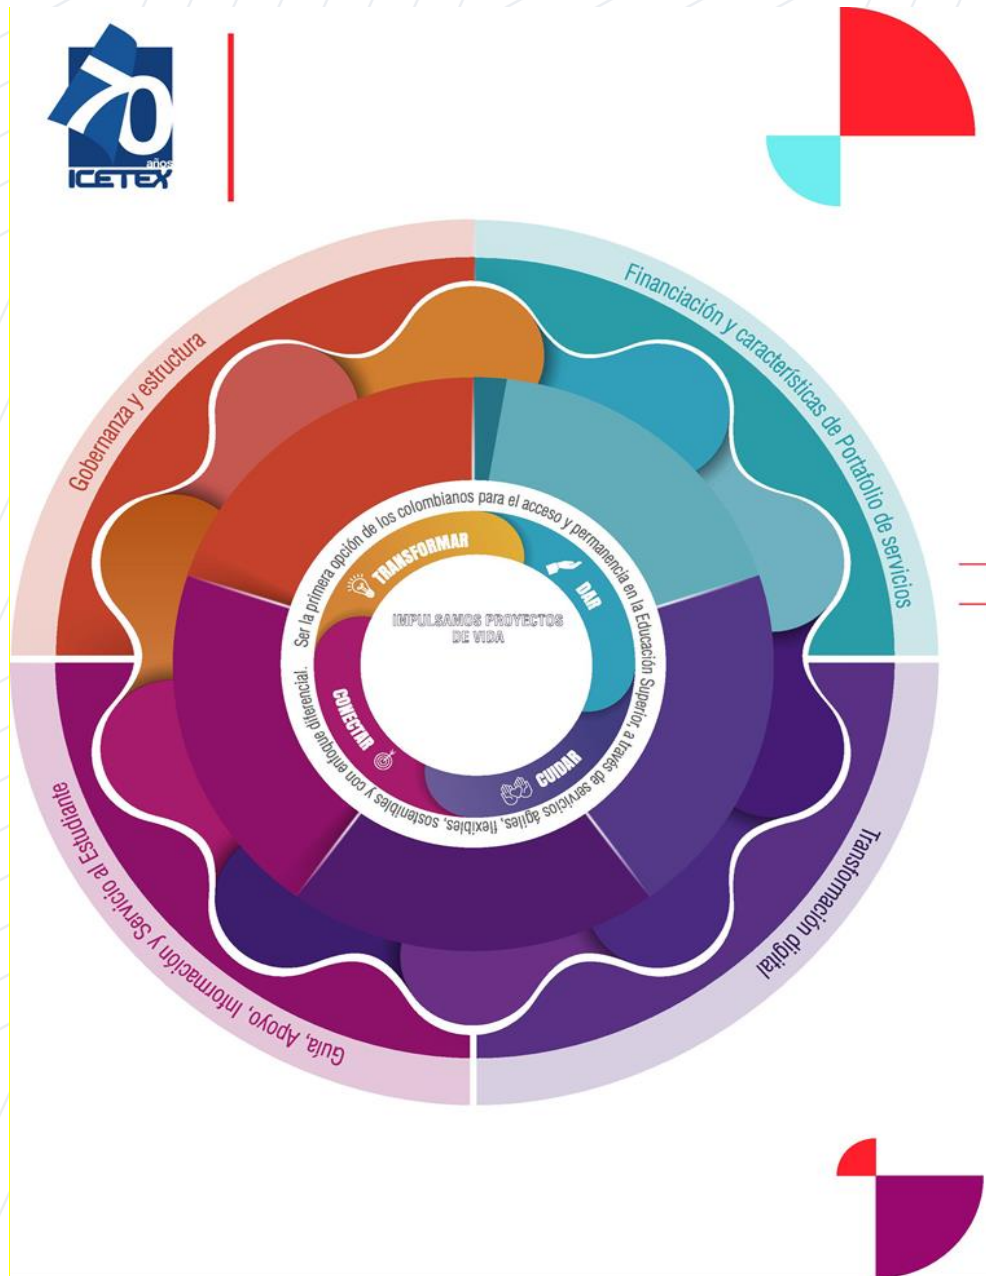 70
años
ICETEX
Gobernanza y estructura
Financiación y características de Portafolio de servicios
Ser la primera opción de los colombianos para el acceso y permanencia en la Educación Superior, a través de servicios ágiles, flexibles, sostenibles y con enfoque diferencial.
TRANSFORMAR
DAR
IMPULSAMOS PROYECTOS
DE VIDA
CONECTAR
CUIDAR
Guía, Apoyo, Información y Servicio al Estudiante
Transformación digital